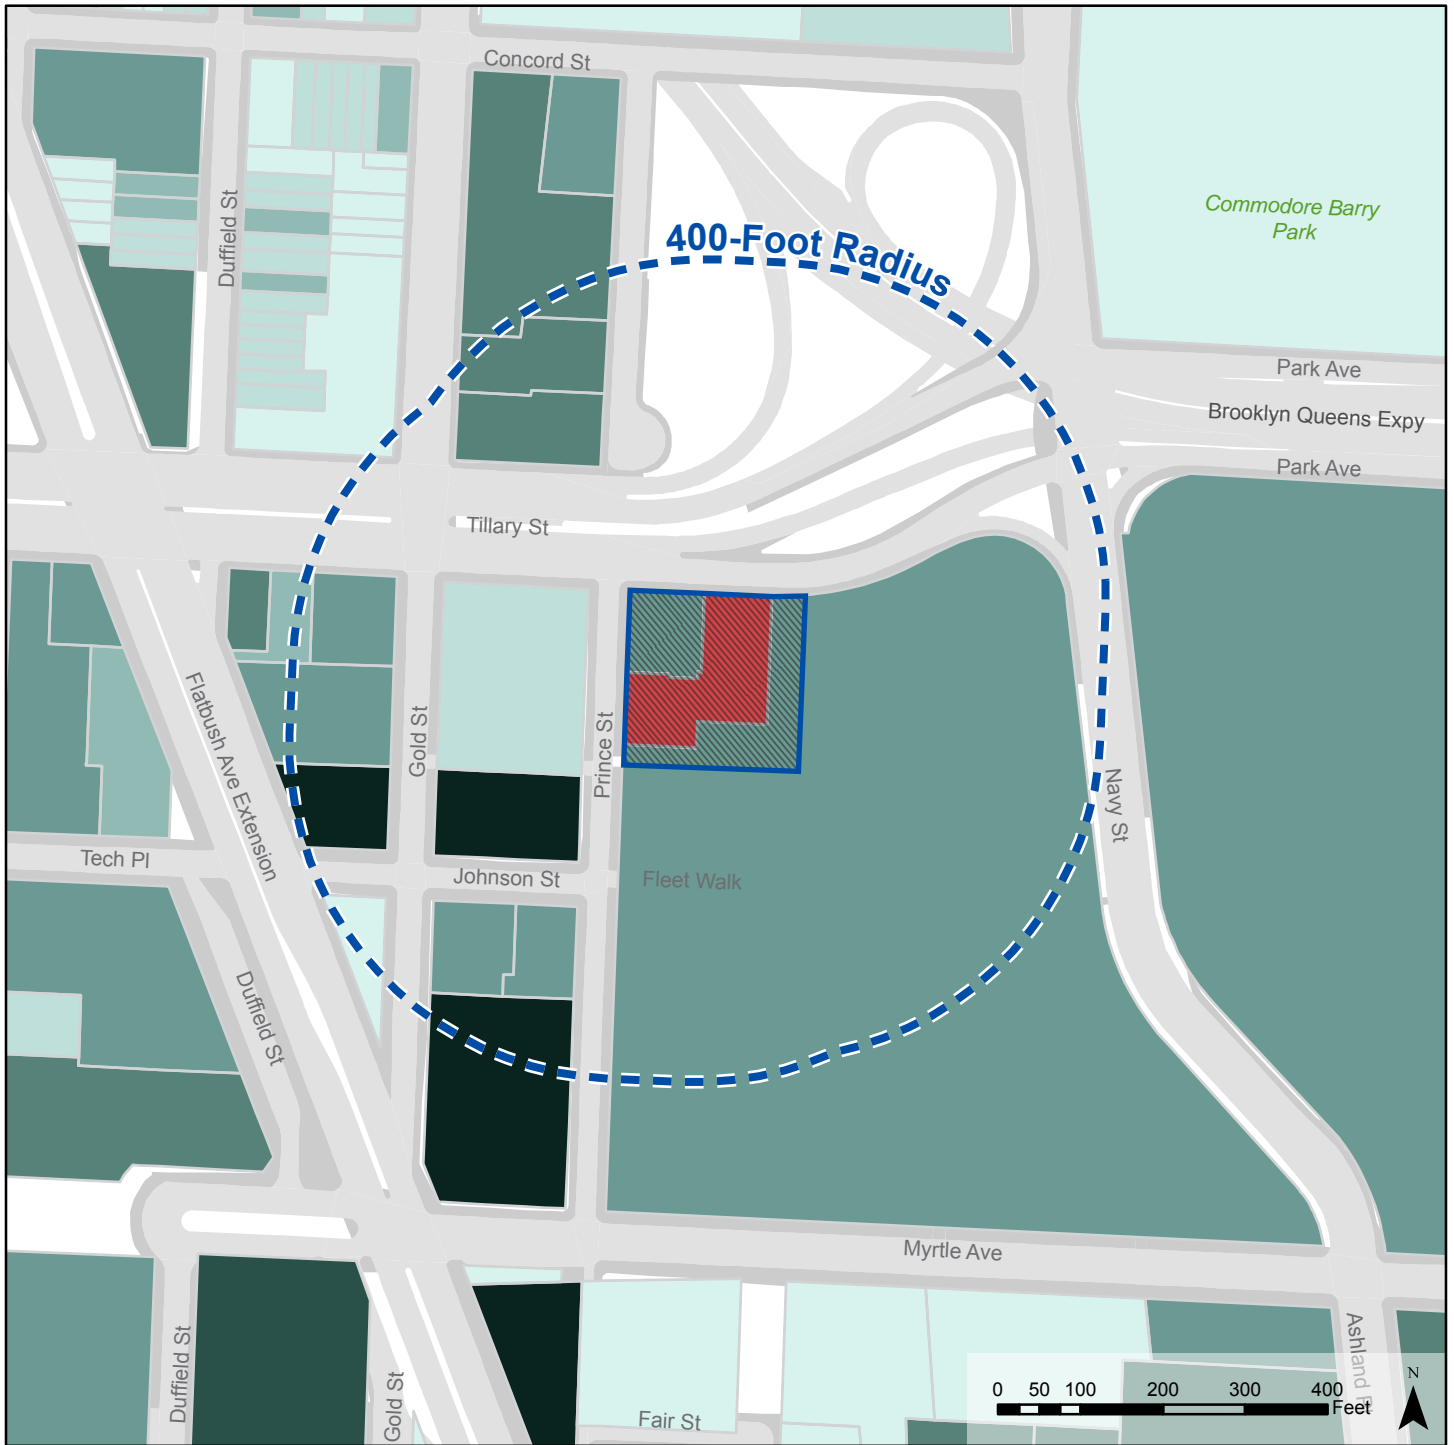 Concord St
Duffield St
Commodore Barry
Park
400-Foot Radius
Park Ave
Brooklyn Queens Expy
Park Ave
Tillary St
Flatbush Ave Extension
Gold St
Prince St
Navy St
Tech Pl
Johnson St
Fleet Walk
Duffield St
Myrtle Ave
Duffield St
Gold St
Fair St
Ashland
N
0 50 100 200 300 400
Feet